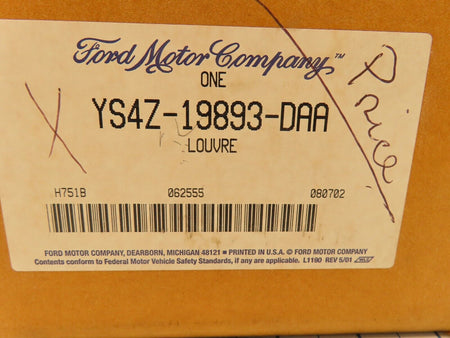 Ford Motor Company™
ONE
YS4Z-19893-DAA
LOUVRE
X
Price
H751B 062555 080702
FORD MOTOR COMPANY, DEARBORN, MICHIGAN 48121 ■ PRINTED IN U.S.A. © FORD MOTOR COMPANY
Contents conform to Federal Motor Vehicle Safety Standards, if any are applicable. L1190 REV 5/01